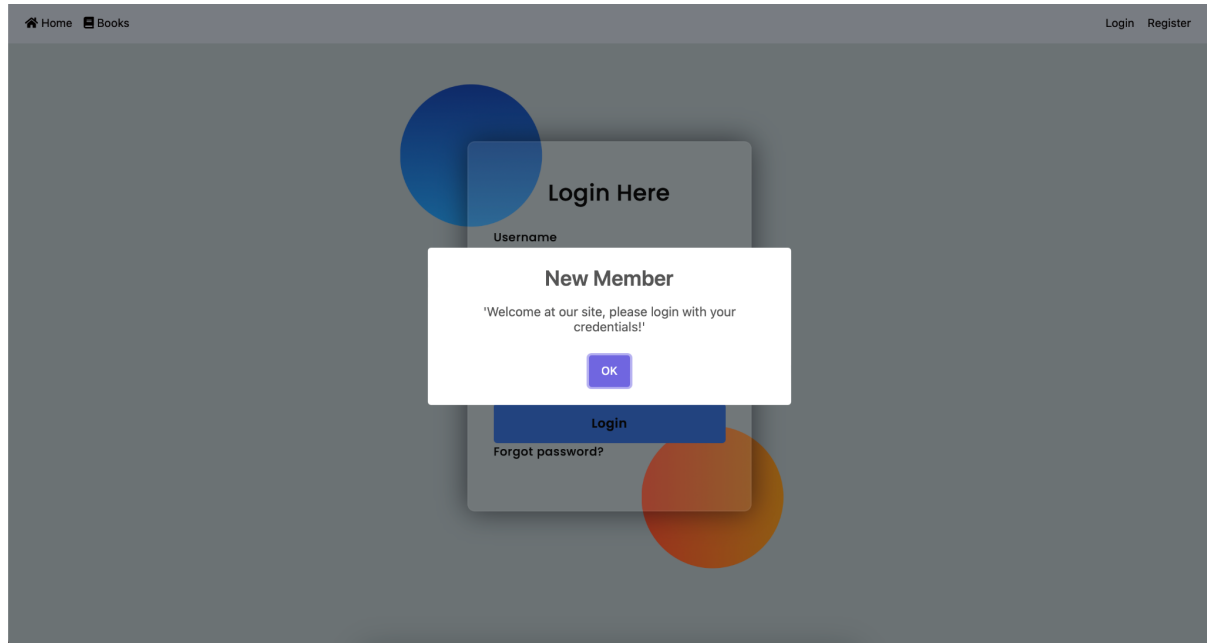 Home Books Login Register
Login Here
Username
New Member
'Welcome at our site, please login with your
credentials!'
OK
Login
Forgot password?